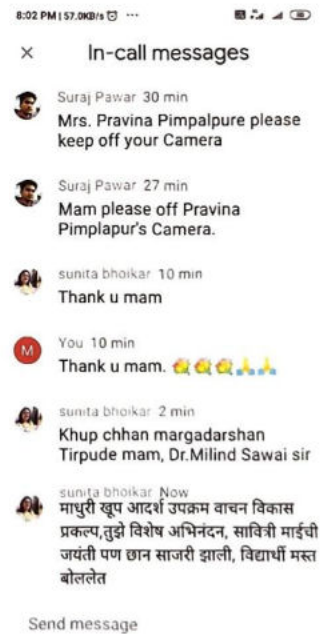 8:02 PM | 57.0KB/s ...
× In-call messages
Suraj Pawar 30 min
Mrs. Pravina Pimpalpure please
keep off your Camera
Suraj Pawar 27 min
Mam please off Pravina
Pimplapur's Camera.
sunita bhoikar 10 min
Thank u mam
M
You 10 min
Thank u mam. 💐💐💐🙏🙏
sunita bhoikar 2 min
Khup chhan margadarshan
Tirpude mam, Dr.Milind Sawai sir
sunita bhoikar Now
माधुरी खूप आदर्श उपक्रम वाचन विकास
प्रकल्प,तुझे विशेष अभिनंदन, सावित्री माईची
जयंती पण छान साजरी झाली, विद्यार्थी मस्त
बोललेत
Send message